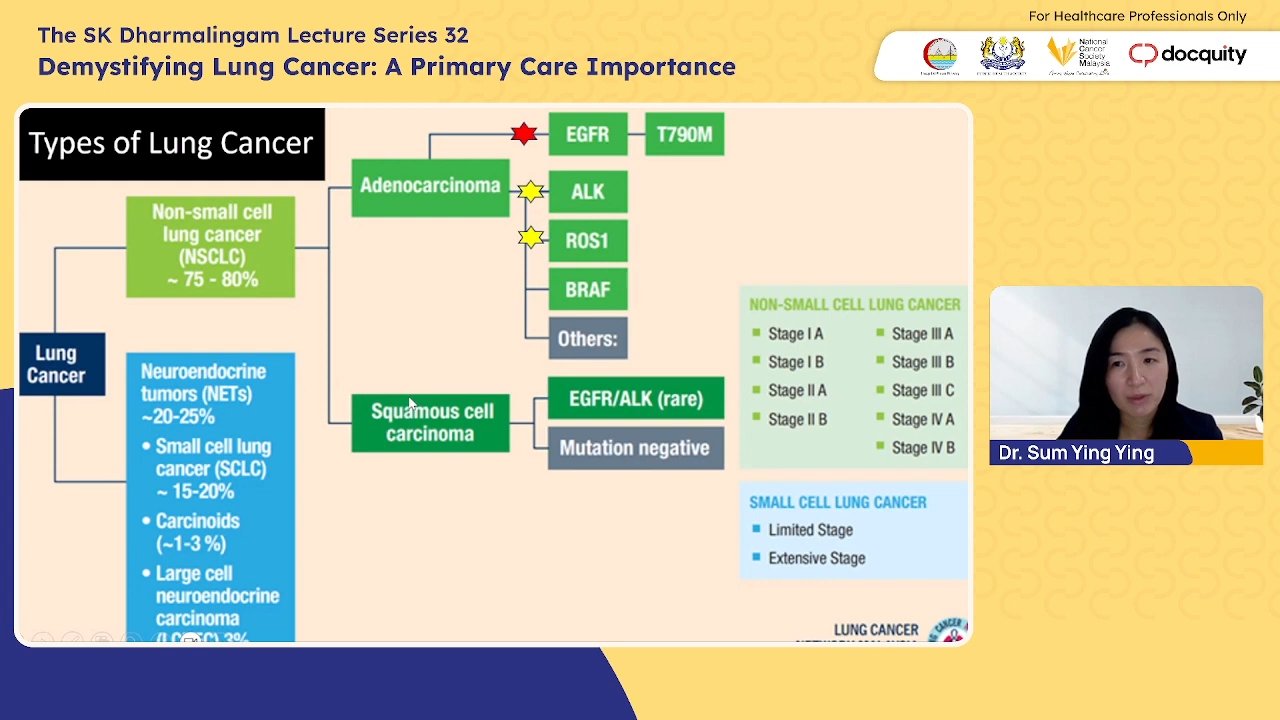 For Healthcare Professionals Only
The SK Dharmalingam Lecture Series 32
Demystifying Lung Cancer: A Primary Care Importance
National
Cancer
Society
Malaysia
docquity
Types of Lung Cancer
Lung
Cancer
Non-small cell
lung cancer
(NSCLC)
~ 75 - 80%
Neuroendocrine
tumors (NETs)
~20-25%
• Small cell lung
cancer (SCLC)
~ 15-20%
• Carcinoids
(~1-3 %)
• Large cell
neuroendocrine
carcinoma
3%
Adenocarcinoma
EGFR
T790M
ALK
ROS1
BRAF
Others:
Squamous cell
carcinoma
EGFR/ALK (rare)
Mutation negative
NON-SMALL CELL LUNG CANCER
Stage I A
Stage I B
Stage II A
Stage II B
Stage III A
Stage III B
Stage III C
Stage IV A
Stage IV B
SMALL CELL LUNG CANCER
Limited Stage
Extensive Stage
LUNG CANCER
Dr. Sum Ying Ying